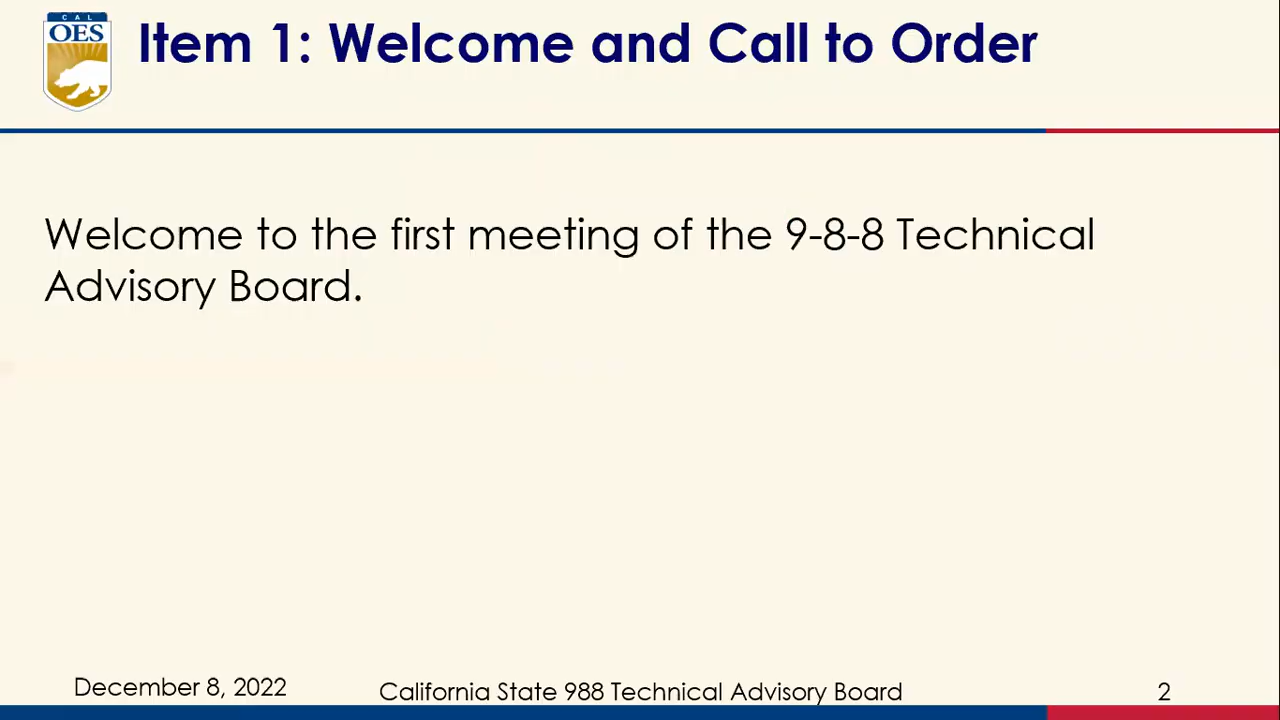 CAL
OES
Item 1: Welcome and Call to Order
Welcome to the first meeting of the 9-8-8 Technical
Advisory Board.
December 8, 2022
California State 988 Technical Advisory Board
2